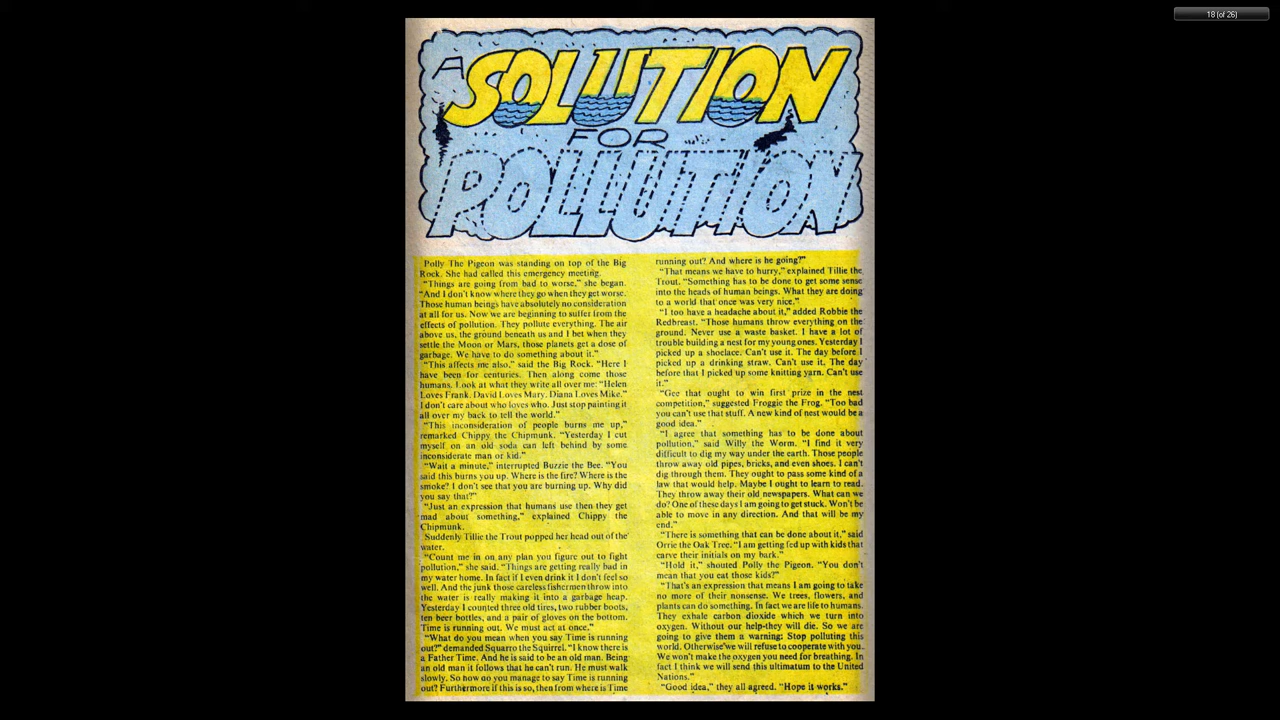 18 (of 26)
A SOLUTION
FOR
POLLUTION
Polly The Pigeon was standing on top of the Big
Rock. She had called this emergency meeting.
"Things are going from bad to worse," she began.
"And I don't know where they go when they get worse.
Those human beings have absolutely no consideration
at all for us. Now we are beginning to suffer from the
effects of pollution. They pollute everything. The air
above us, the ground beneath us and I bet when they
settle the Moon or Mars, those planets get a dose of
garbage. We have to do something about it."
"This affects me also," said the Big Rock. "Here I
have been for centuries. Then along come those
humans. Look at what they write all over me: "Helen
Loves Frank. David Loves Mary. Diana Loves Mike."
I don't care about who loves who. Just stop painting it
all over my back to tell the world."
"This inconsideration of people burns me up,"
remarked Chippy the Chipmunk. "Yesterday I cut
myself on an old soda can left behind by some
inconsiderate man or kid."
"Wait a minute," interrupted Buzzie the Bee. "You
said this burns you up. Where is the fire? Where is the
smoke? I don't see that you are burning up. Why did
you say that?"
"Just an expression that humans use then they get
mad about something," explained Chippy the
Chipmunk.
Suddenly Tillie the Trout popped her head out of the
water.
"Count me in on any plan you figure out to fight
pollution," she said. "Things are getting really bad in
my water home. In fact if I even drink it I don't feel so
well. And the junk those careless fishermen throw into
the water is really making it into a garbage heap.
Yesterday I counted three old tires, two rubber boots,
ten beer bottles, and a pair of gloves on the bottom.
Time is running out. We must act at once."
"What do you mean when you say Time is running
out?" demanded Squarro the Squirrel. "I know there is
a Father Time. And he is said to be an old man. Being
an old man it follows that he can't run. He must walk
slowly. So how do you manage to say Time is running
out? Furthermore if this is so, then from where is Time
running out? And where is he going?"
"That means we have to hurry," explained Tillie the
Trout. "Something has to be done to get some sense
into the heads of human beings. What they are doing
to a world that once was very nice."
"I too have a headache about it," added Robbie the
Redbreast. "Those humans throw everything on the
ground. Never use a waste basket. I have a lot of
trouble building a nest for my young ones. Yesterday I
picked up a shoelace. Can't use it. The day before I
picked up a drinking straw. Can't use it. The day
before that I picked up some knitting yarn. Can't use
it."
"Gee that ought to win first prize in the nest
competition," suggested Froggie the Frog. "Too bad
you can't use that stuff. A new kind of nest would be a
good idea."
"I agree that something has to be done about
pollution," said Willy the Worm. "I find it very
difficult to dig my way under the earth. Those people
throw away old pipes, bricks, and even shoes. I can't
dig through them. They ought to pass some kind of a
law that would help. Maybe I ought to learn to read.
They throw away their old newspapers. What can we
do? One of these days I am going to get stuck. Won't be
able to move in any direction. And that will be my
end."
"There is something that can be done about it," said
Orrie the Oak Tree. "I am getting fed up with kids that
carve their initials on my bark."
"Hold it," shouted Polly the Pigeon. "You don't
mean that you eat those kids?"
"That's an expression that means I am going to take
no more of their nonsense. We trees, flowers, and
plants can do something. In fact we are life to humans.
They exhale carbon dioxide which we turn into
oxygen. Without our help they will die. So we are
going to give them a warning: Stop polluting this
world. Otherwise we will refuse to cooperate with you.
We won't make the oxygen you need for breathing. In
fact I think we will send this ultimatum to the United
Nations."
"Good idea," they all agreed. "Hope it works."